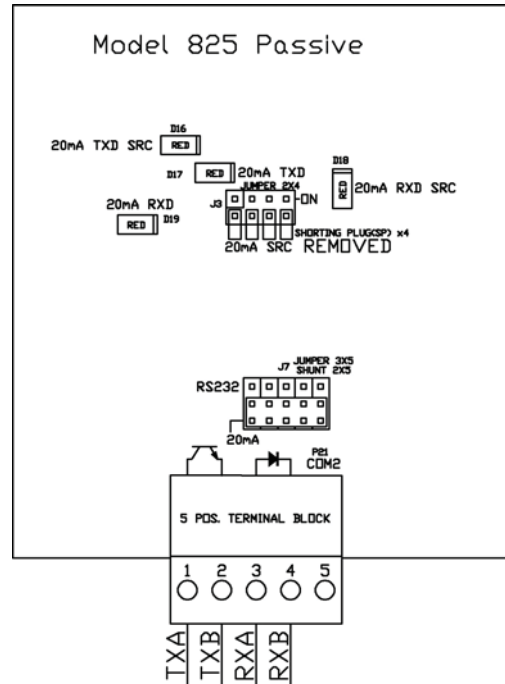 Model 825 Passive
D16
20mA TXD SRC
RED
D17
RED
20mA TXD
D18
RED
20mA RXD SRC
JUMPER 2X4
J3
ON
20mA RXD
RED
D19
SHORTING PLUG(SP) x4
20mA SRC
REMOVED
J7
JUMPER 3X5
SHUNT 2X5
RS232
20mA
P21
COM2
5 POS. TERMINAL BLOCK
1 2 3 4 5
TXA
TXB
RXA
RXB